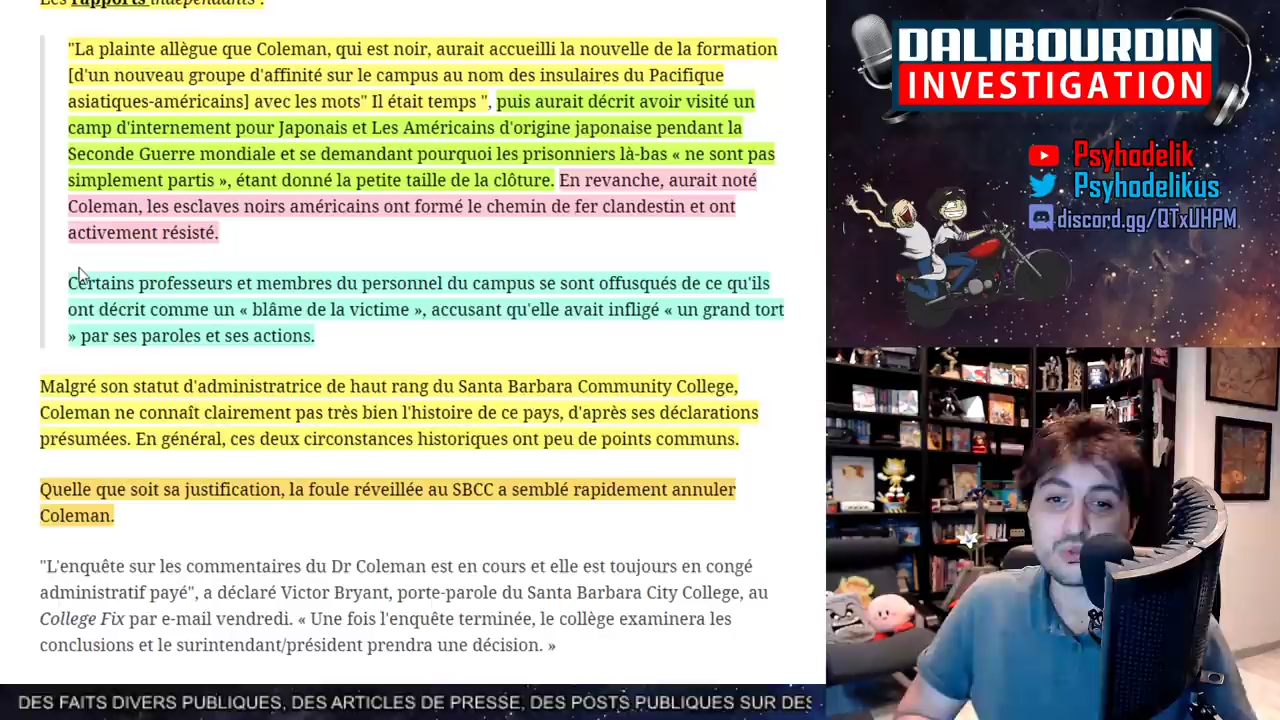 Les rapports indépendants :
"La plainte allègue que Coleman, qui est noir, aurait accueilli la nouvelle de la formation
[d'un nouveau groupe d'affinité sur le campus au nom des insulaires du Pacifique
asiatiques-américains] avec les mots" Il était temps ", puis aurait décrit avoir visité un
camp d'internement pour Japonais et Les Américains d'origine japonaise pendant la
Seconde Guerre mondiale et se demandant pourquoi les prisonniers là-bas « ne sont pas
simplement partis », étant donné la petite taille de la clôture. En revanche, aurait noté
Coleman, les esclaves noirs américains ont formé le chemin de fer clandestin et ont
activement résisté.
Certains professeurs et membres du personnel du campus se sont offusqués de ce qu'ils
ont décrit comme un « blâme de la victime », accusant qu'elle avait infligé « un grand tort
» par ses paroles et ses actions.
Malgré son statut d'administratrice de haut rang du Santa Barbara Community College,
Coleman ne connaît clairement pas très bien l'histoire de ce pays, d'après ses déclarations
présumées. En général, ces deux circonstances historiques ont peu de points communs.
Quelle que soit sa justification, la foule réveillée au SBCC a semblé rapidement annuler
Coleman.
"L'enquête sur les commentaires du Dr Coleman est en cours et elle est toujours en congé
administratif payé", a déclaré Victor Bryant, porte-parole du Santa Barbara City College, au
College Fix par e-mail vendredi. « Une fois l'enquête terminée, le collège examinera les
conclusions et le surintendant/président prendra une décision. »
DALIBOURDIN
INVESTIGATION
Psyhodelik
Psyhodelikus
discord.gg/QTxUHPM
DES FAITS DIVERS PUBLIQUES, DES ARTICLES DE PRESSE, DES POSTS PUBLIQUES SUR DES